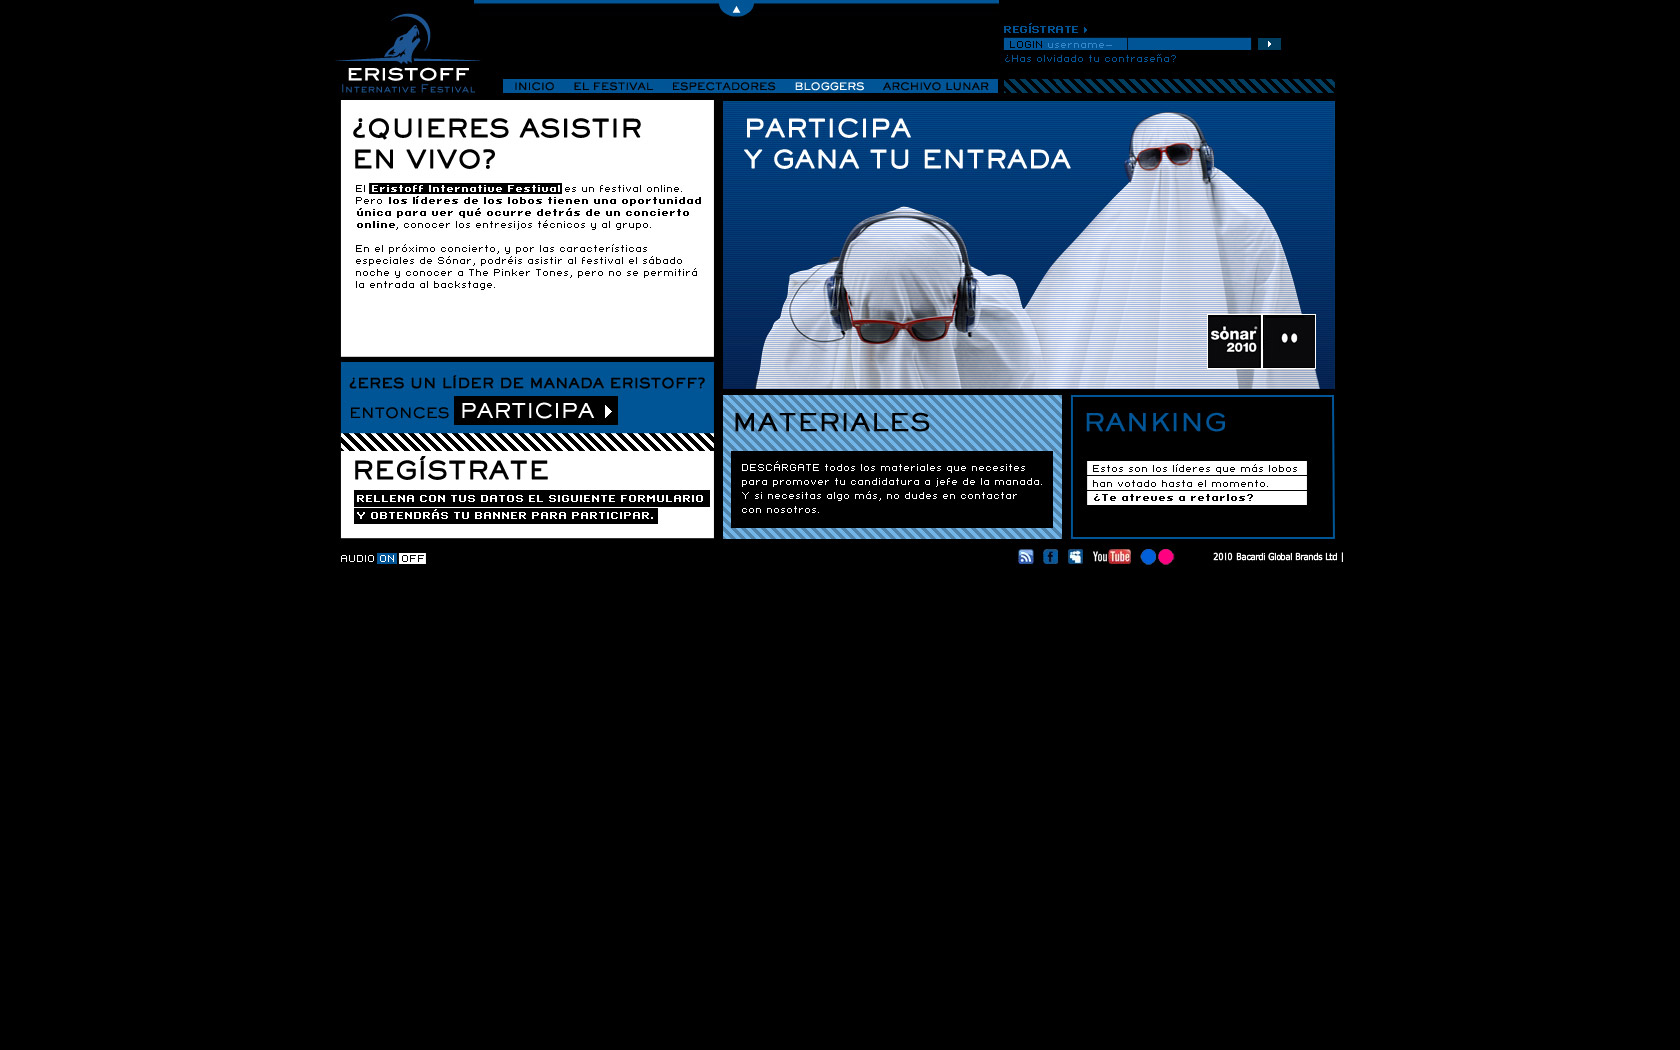 ERISTOFF
INTERNATIVE FESTIVAL
REGÍSTRATE
LOGIN username-
¿Has olvidado tu contraseña?
INICIO EL FESTIVAL ESPECTADORES BLOGGERS ARCHIVO LUNAR
¿QUIERES ASISTIR
EN VIVO?
El Eristoff Internative Festival es un festival online.
Pero los líderes de los lobos tienen una oportunidad
única para ver qué ocurre detrás de un concierto
online, conocer los entresijos técnicos y al grupo.
En el próximo concierto, y por las características
especiales de Sónar, podréis asistir al festival el sábado
noche y conocer a The Pinker Tones, pero no se permitirá
la entrada al backstage.
PARTICIPA
Y GANA TU ENTRADA
sónar
2010
¿ERES UN LÍDER DE MANADA ERISTOFF?
ENTONCES PARTICIPA
REGÍSTRATE
RELLENA CON TUS DATOS EL SIGUIENTE FORMULARIO
Y OBTENDRÁS TU BANNER PARA PARTICIPAR.
MATERIALES
DESCÁRGATE todos los materiales que necesites
para promover tu candidatura a jefe de la manada.
Y si necesitas algo más, no dudes en contactar
con nosotros.
RANKING
Estos son los líderes que más lobos
han votado hasta el momento.
¿Te atreves a retarlos?
AUDIO ON OFF
You Tube
2010 Bacardi Global Brands Ltd |